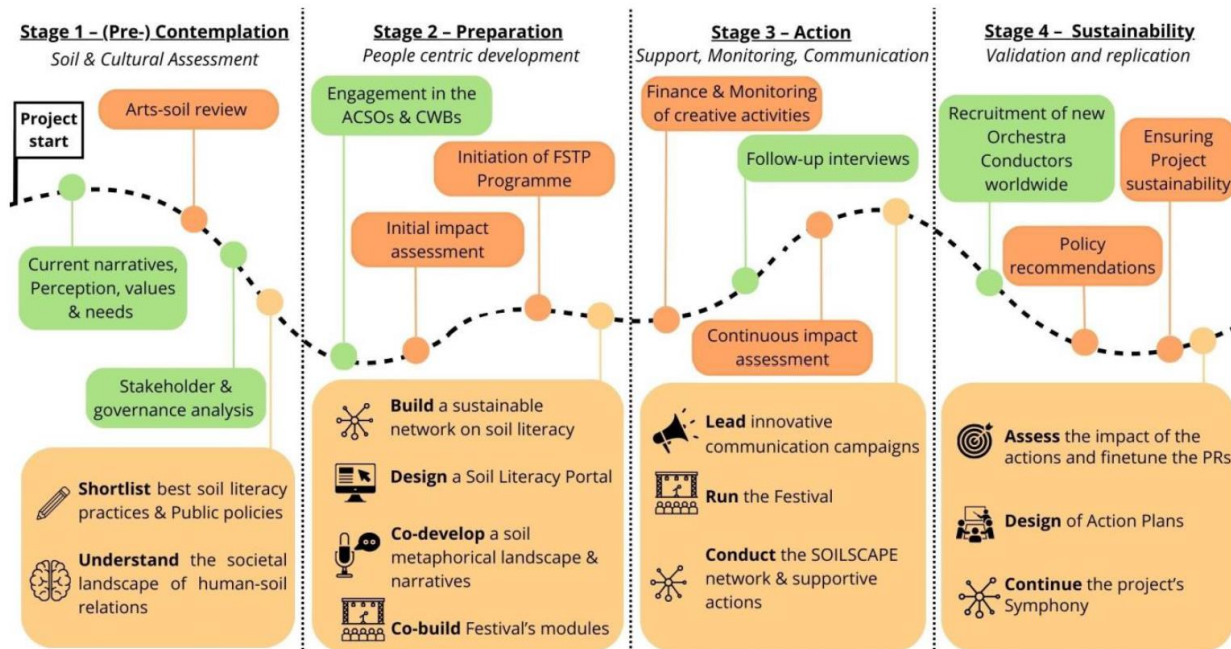 Stage 1 – (Pre-) Contemplation
Soil & Cultural Assessment
Project
start
Arts-soil review
Current narratives,
Perception, values
& needs
Stakeholder &
governance analysis
Shortlist best soil literacy
practices & Public policies
Understand the societal
landscape of human-soil
relations
Stage 2 – Preparation
People centric development
Engagement in the
ACSOs & CWBs
Initiation of FSTP
Programme
Initial impact
assessment
Build a sustainable
network on soil literacy
Design a Soil Literacy Portal
Co-develop a soil
metaphorical landscape &
narratives
Co-build Festival's modules
Stage 3 – Action
Support, Monitoring, Communication
Finance & Monitoring
of creative activities
Follow-up interviews
Continuous impact
assessment
Lead innovative
communication campaigns
Run the Festival
Conduct the SOILSCAPE
network & supportive
actions
Stage 4 – Sustainability
Validation and replication
Recruitment of new
Orchestra
Conductors
worldwide
Ensuring
Project
sustainability
Policy
recommendations
Assess the impact of the
actions and finetune the PRs
Design of Action Plans
Continue the project's
Symphony